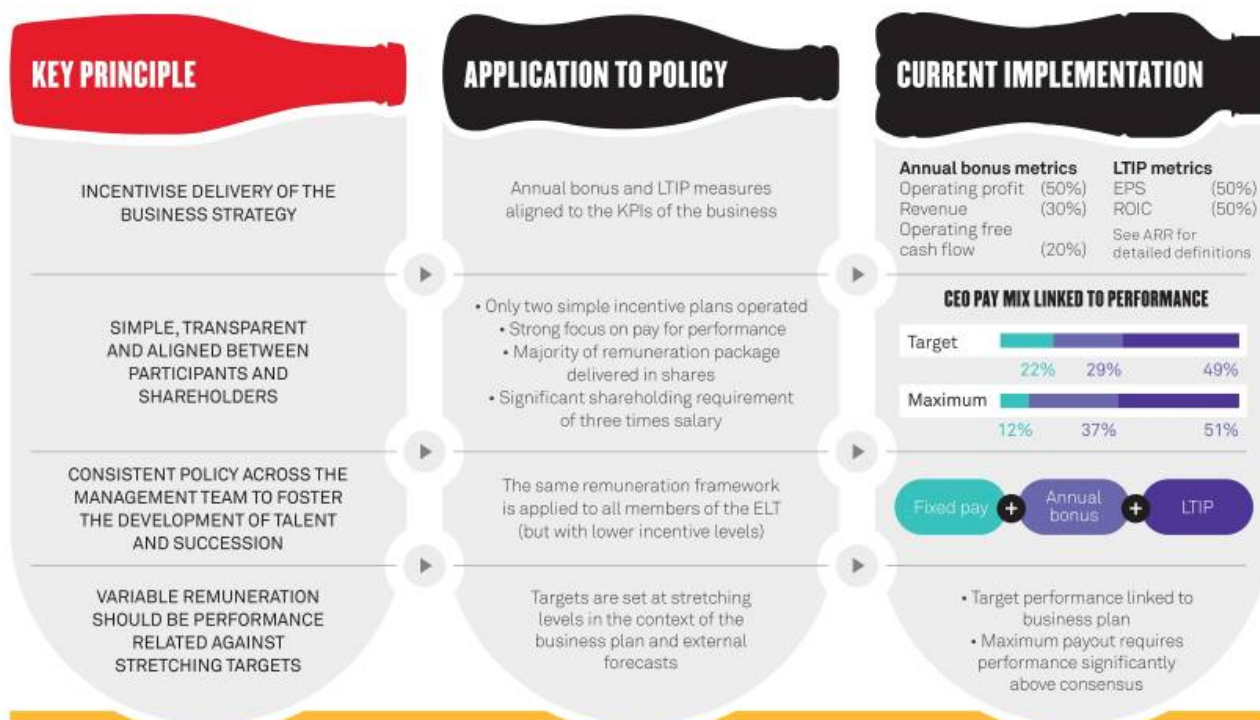 KEY PRINCIPLE
APPLICATION TO POLICY
CURRENT IMPLEMENTATION
INCENTIVISE DELIVERY OF THE
BUSINESS STRATEGY
Annual bonus and LTIP measures
aligned to the KPIs of the business
Annual bonus metrics
Operating profit (50%)
Revenue (30%)
Operating free
cash flow (20%)
LTIP metrics
EPS (50%)
ROIC (50%)
See ARR for
detailed definitions
SIMPLE, TRANSPARENT
AND ALIGNED BETWEEN
PARTICIPANTS AND
SHAREHOLDERS
• Only two simple incentive plans operated
• Strong focus on pay for performance
• Majority of remuneration package
delivered in shares
• Significant shareholding requirement
of three times salary
CEO PAY MIX LINKED TO PERFORMANCE
Target
22% 29% 49%
Maximum
12% 37% 51%
CONSISTENT POLICY ACROSS THE
MANAGEMENT TEAM TO FOSTER
THE DEVELOPMENT OF TALENT
AND SUCCESSION
The same remuneration framework
is applied to all members of the ELT
(but with lower incentive levels)
Fixed pay + Annual bonus + LTIP
VARIABLE REMUNERATION
SHOULD BE PERFORMANCE
RELATED AGAINST
STRETCHING TARGETS
Targets are set at stretching
levels in the context of the
business plan and external
forecasts
• Target performance linked to
business plan
• Maximum payout requires
performance significantly
above consensus